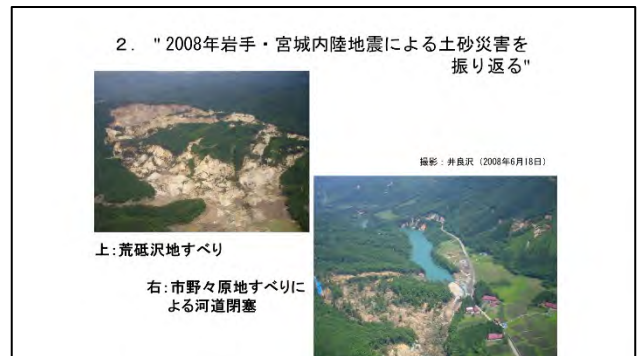 ２． "2008年岩手・宮城内陸地震による土砂災害を
振り返る"
撮影：井良沢（2008年6月18日）
上:荒砥沢地すべり
右:市野々原地すべりに
よる河道閉塞